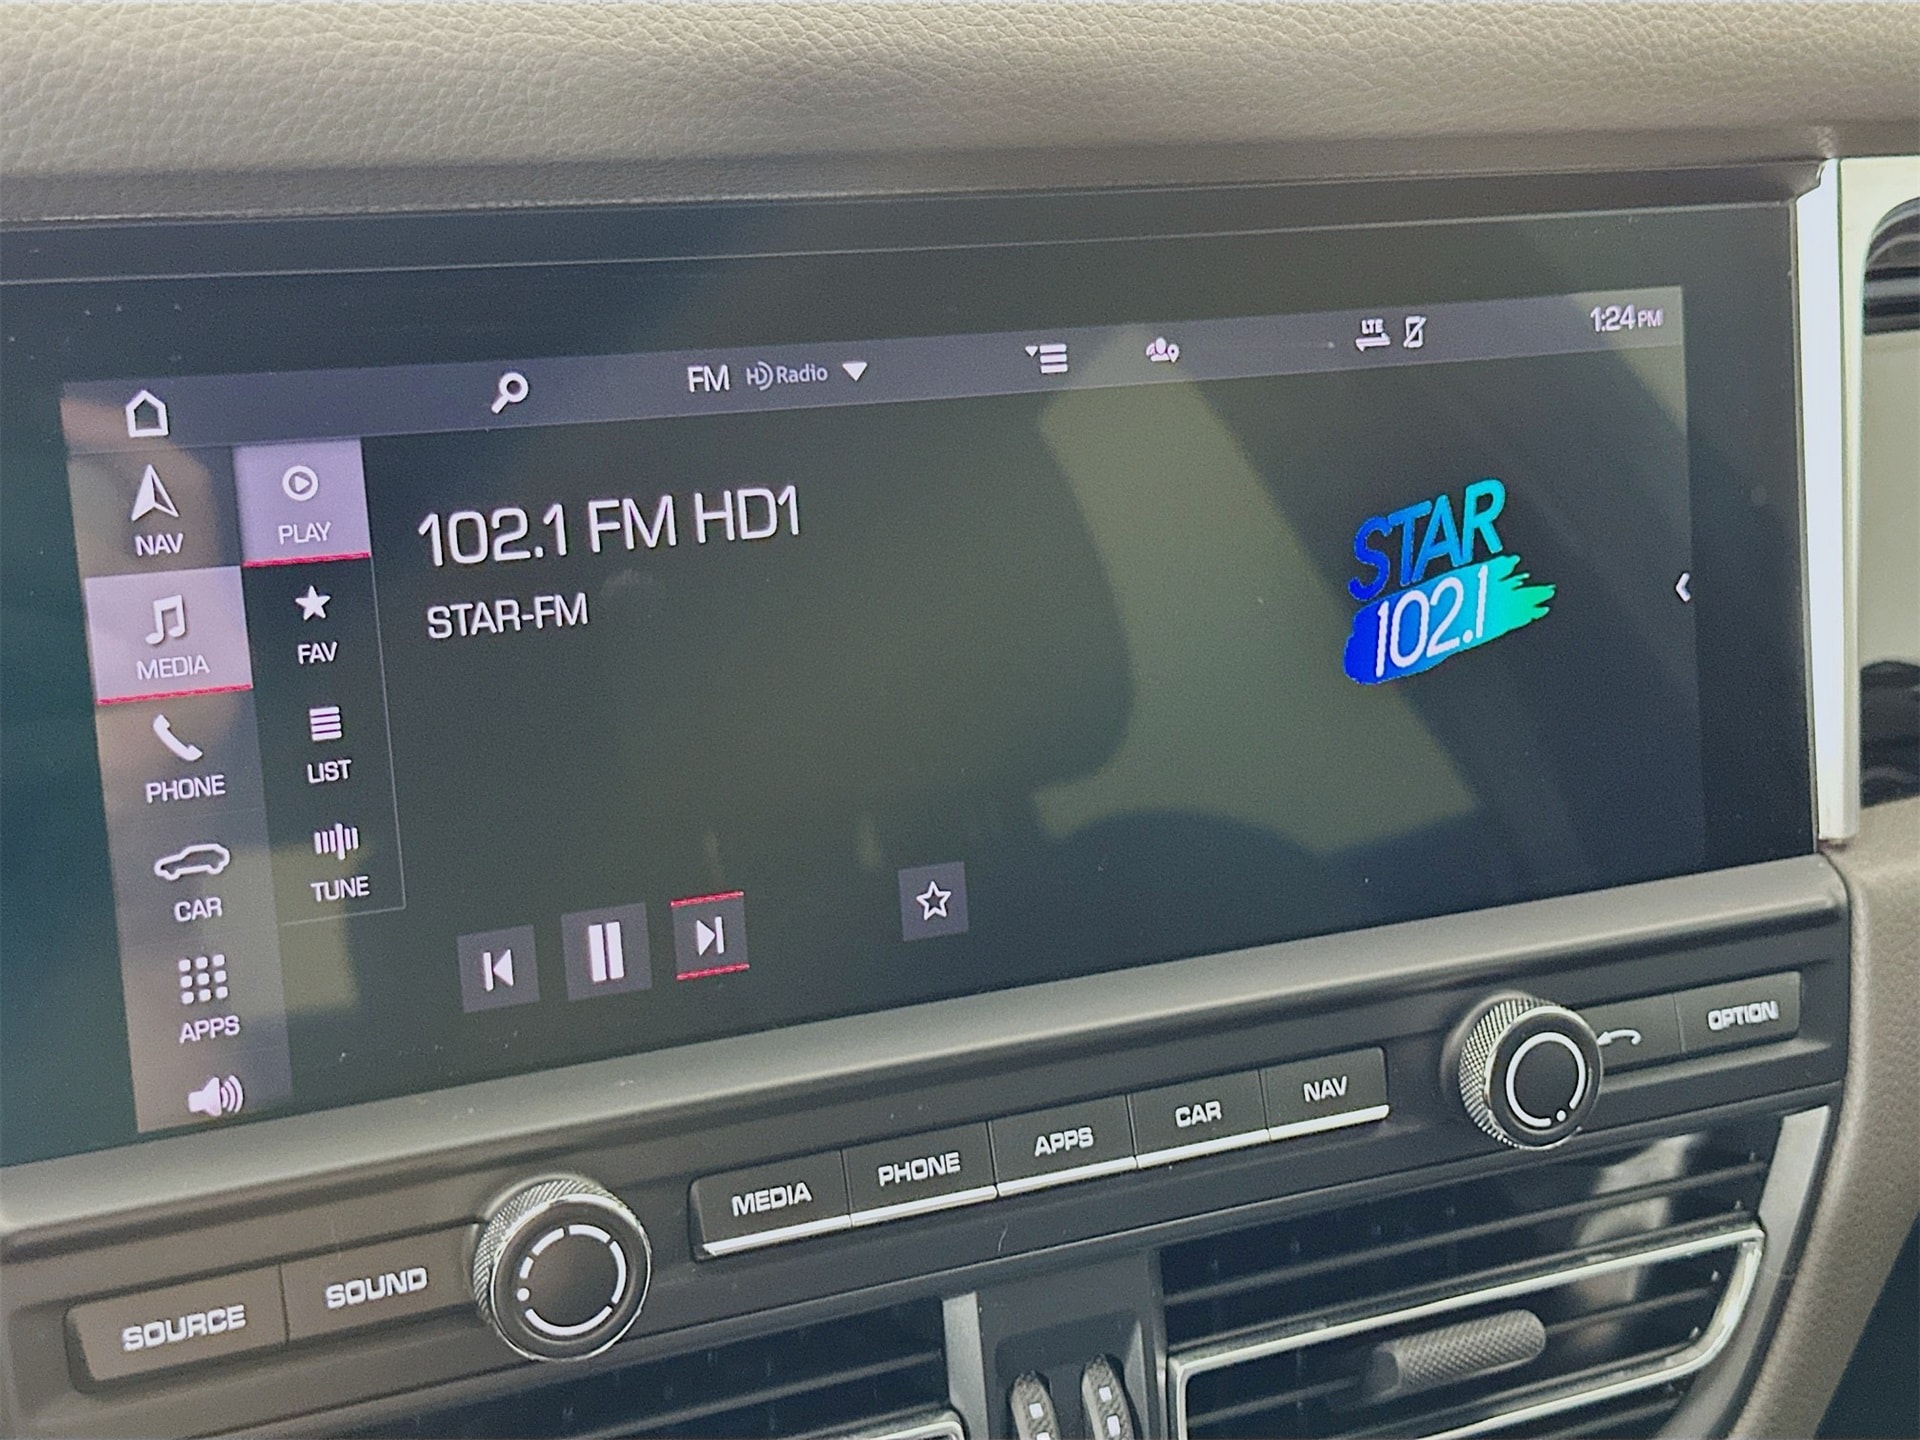 FM HD Radio
LTE
1:24 PM
NAV
PLAY
102.1 FM HD1
STAR-FM
STAR
102.1
MEDIA
FAV
PHONE
LIST
CAR
TUNE
APPS
SOURCE
SOUND
MEDIA
PHONE
APPS
CAR
NAV
OPTION